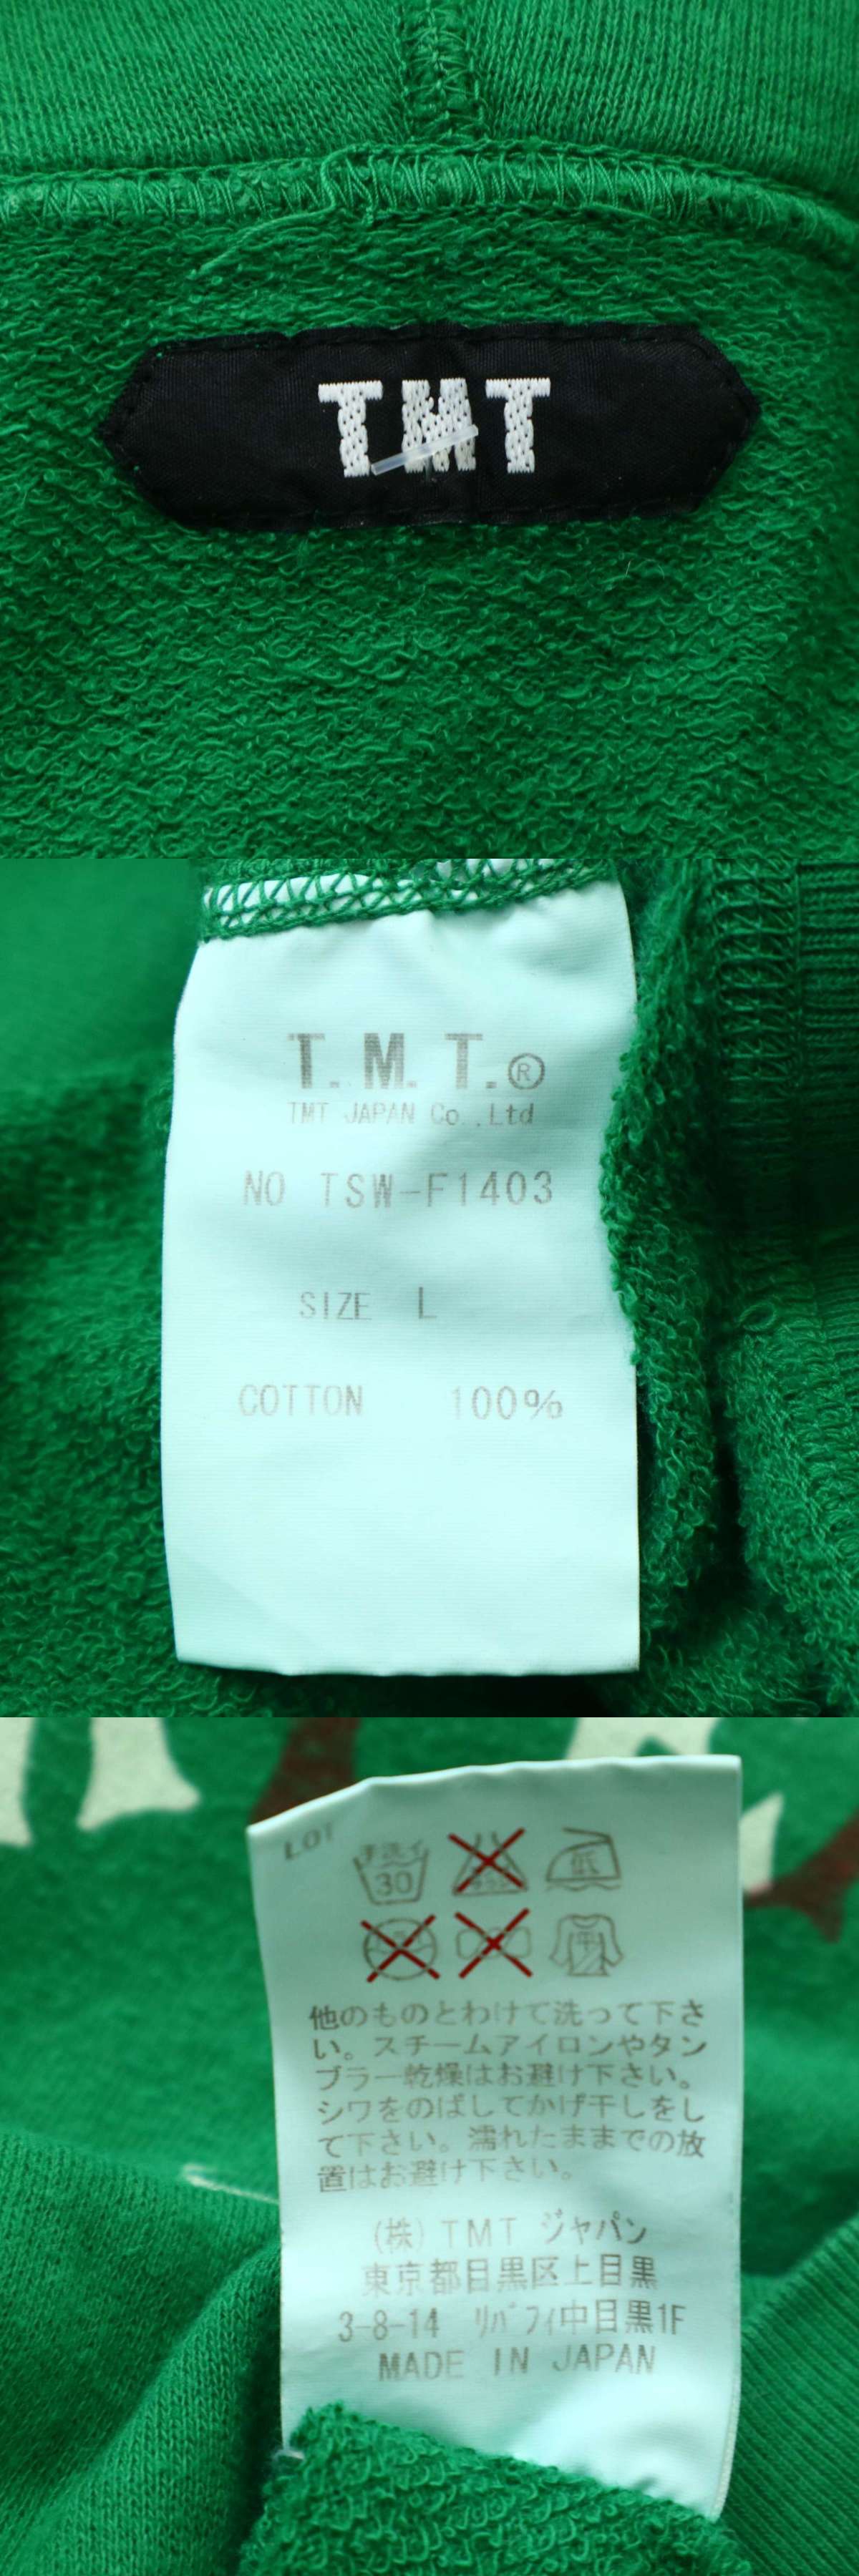 TMT
T. M. T.®
TMT JAPAN Co.,Ltd
NO TSW-F1403
SIZE L
COTTON 100%
LOT
手洗イ
30
低
平
他のものとわけて洗って下さ
い。スチームアイロンやタン
ブラー乾燥はお避け下さい。
シワをのばしてかげ干しをし
て下さい。濡れたままでの放
置はお避け下さい。
(株)TMT ジャパン
東京都目黒区上目黒
3-8-14 ﾘﾊﾞﾌｨ中目黒1F
MADE IN JAPAN